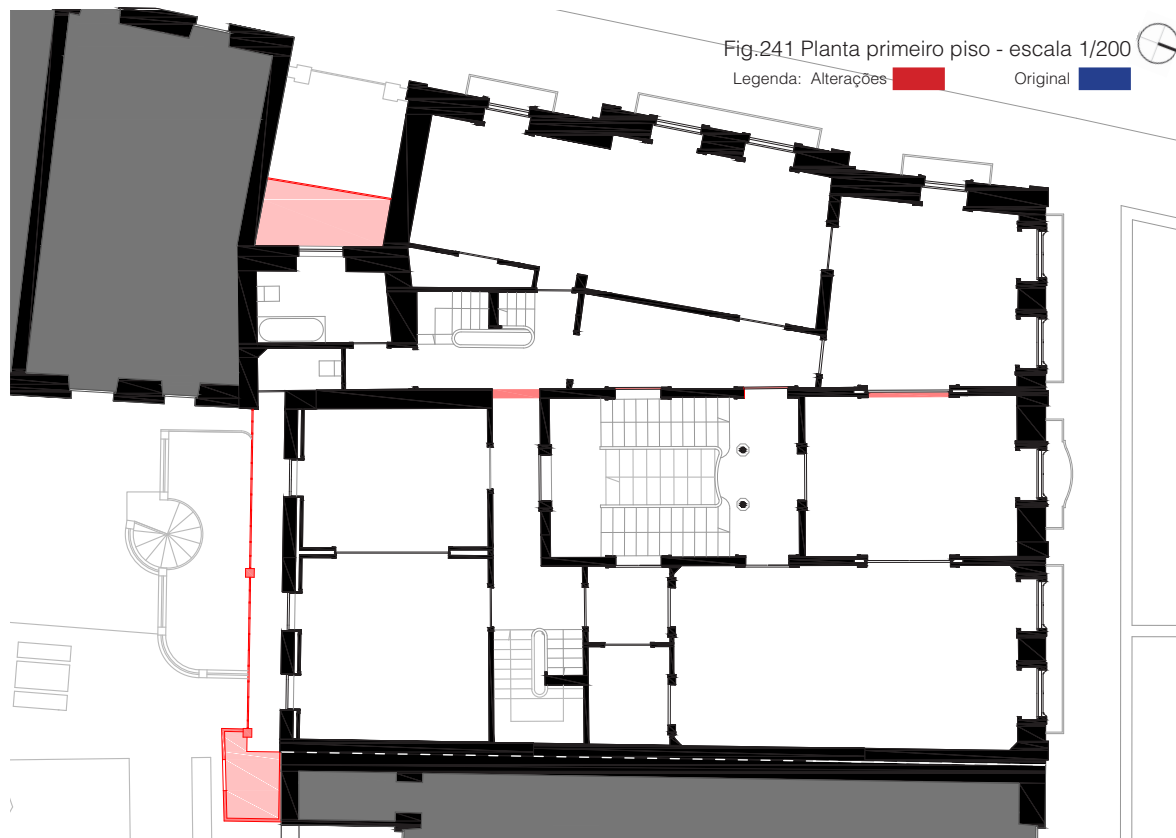 Fig.241 Planta primeiro piso - escala 1/200
Legenda: Alterações Original